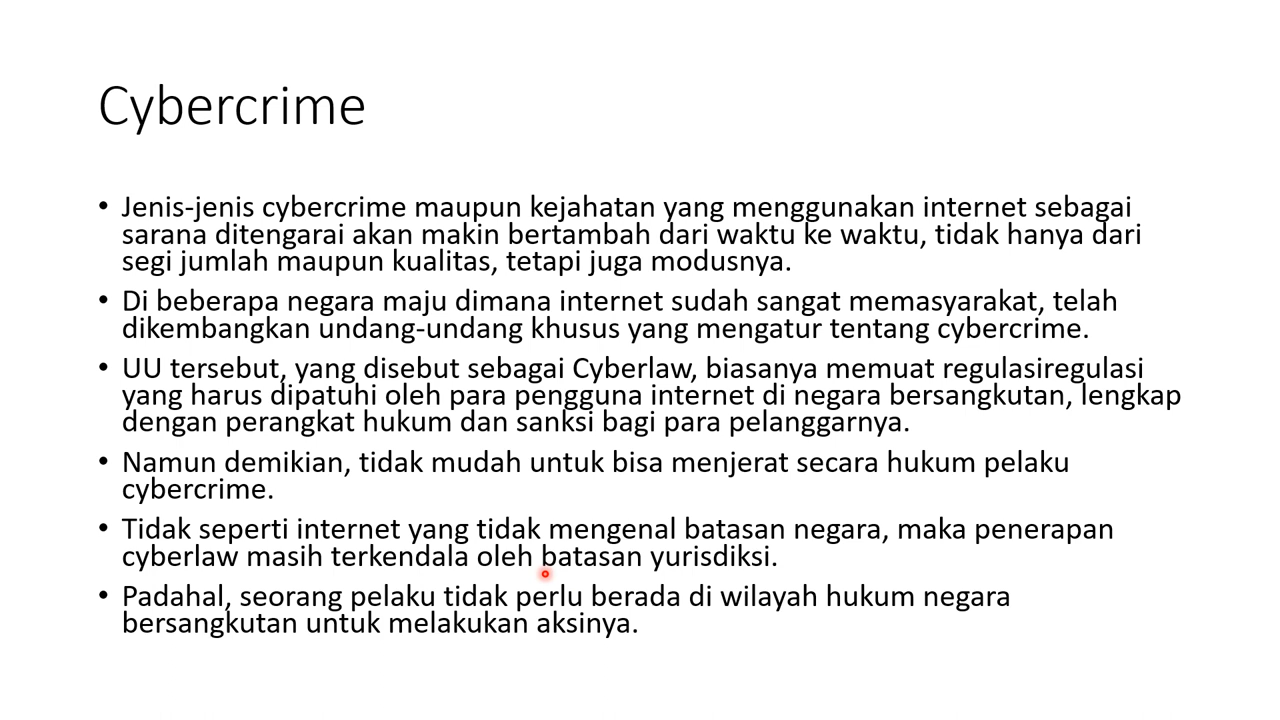 Cybercrime
• Jenis-jenis cybercrime maupun kejahatan yang menggunakan internet sebagai
sarana ditengarai akan makin bertambah dari waktu ke waktu, tidak hanya dari
segi jumlah maupun kualitas, tetapi juga modusnya.
• Di beberapa negara maju dimana internet sudah sangat memasyarakat, telah
dikembangkan undang-undang khusus yang mengatur tentang cybercrime.
• UU tersebut, yang disebut sebagai Cyberlaw, biasanya memuat regulasiregulasi
yang harus dipatuhi oleh para pengguna internet di negara bersangkutan, lengkap
dengan perangkat hukum dan sanksi bagi para pelanggarnya.
• Namun demikian, tidak mudah untuk bisa menjerat secara hukum pelaku
cybercrime.
• Tidak seperti internet yang tidak mengenal batasan negara, maka penerapan
cyberlaw masih terkendala oleh batasan yurisdiksi.
• Padahal, seorang pelaku tidak perlu berada di wilayah hukum negara
bersangkutan untuk melakukan aksinya.